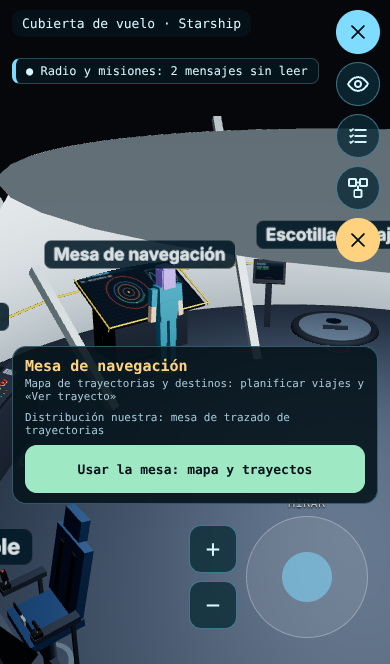 Cubierta de vuelo · Starship
● Radio y misiones: 2 mensajes sin leer
Mesa de navegación
Escotilla
Mesa de navegación
Mapa de trayectorias y destinos: planificar viajes y
«Ver trayecto»
Distribución nuestra: mesa de trazado de
trayectorias
Usar la mesa: mapa y trayectos
MIRAR
+
−